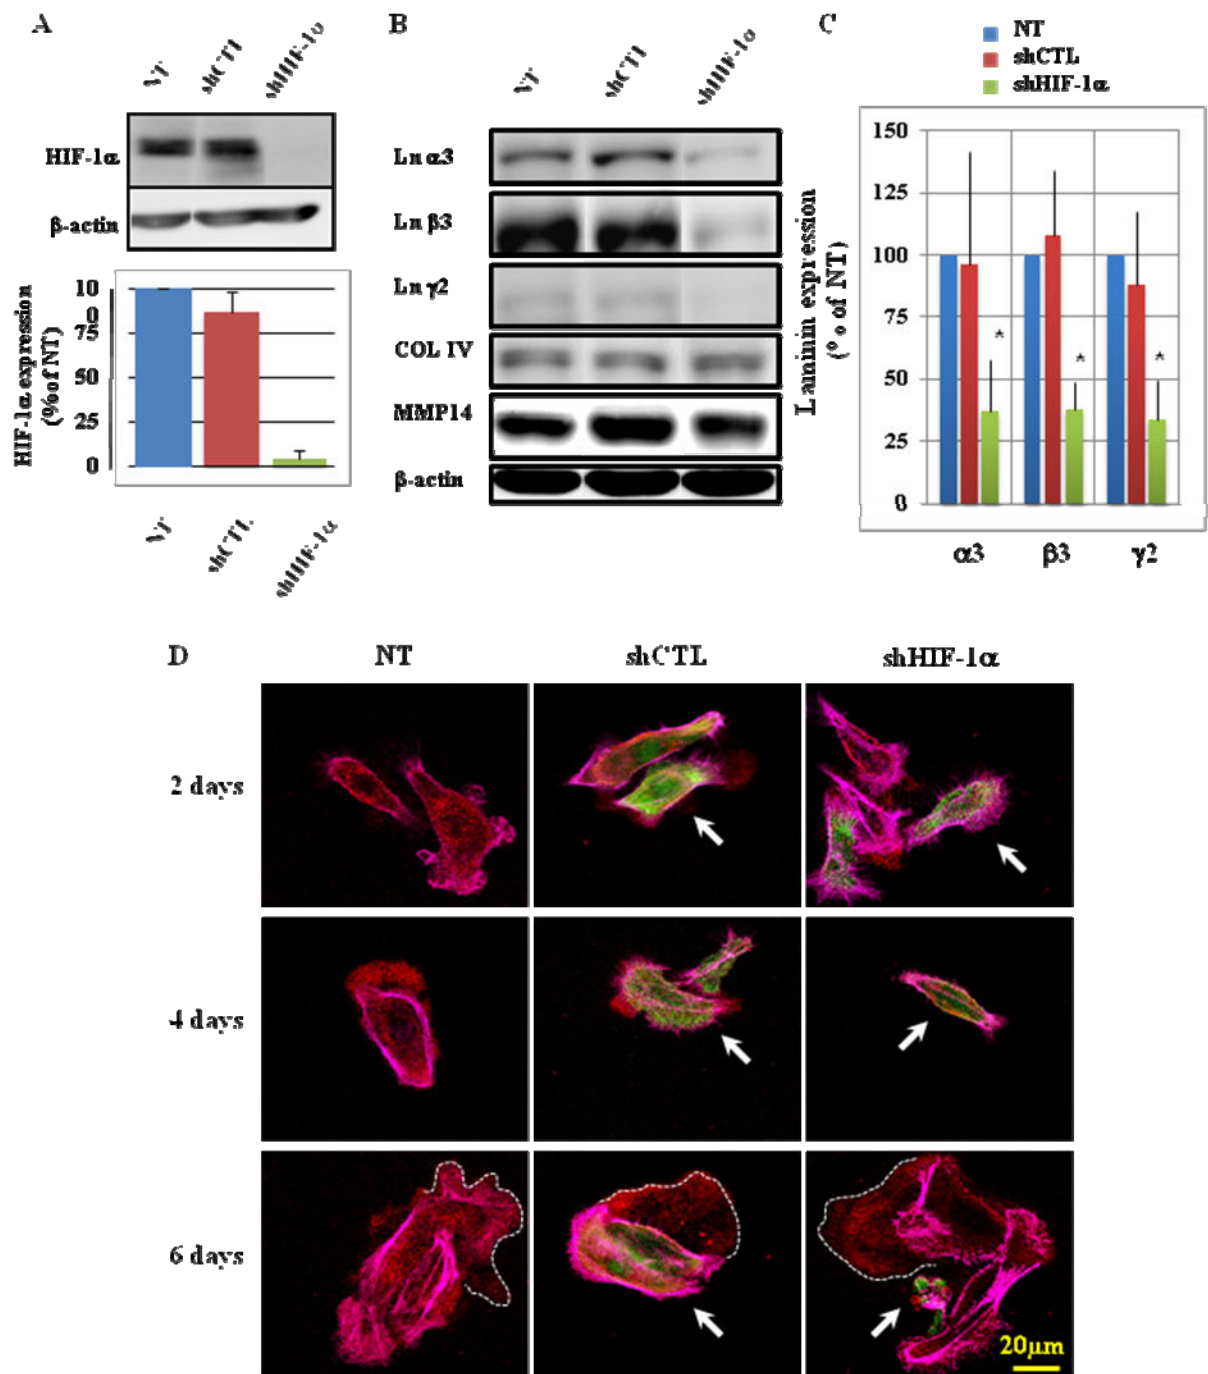 A
NT
shCTL
shHIF-1α
HIF-1α
β-actin
HIF-1α expression
(% of NT)
10
0
75
50
25
0
NT
shCTL
shHIF-1α
B
NT
shCTL
shHIF-1α
Ln α3
Ln β3
Ln γ2
COL IV
MMP14
β-actin
C
NT
shCTL
shHIF-1α
Laminin expression
(% of NT)
150
125
100
75
50
25
0
*
*
*
α3
β3
γ2
D
NT
shCTL
shHIF-1α
2 days
4 days
6 days
20µm